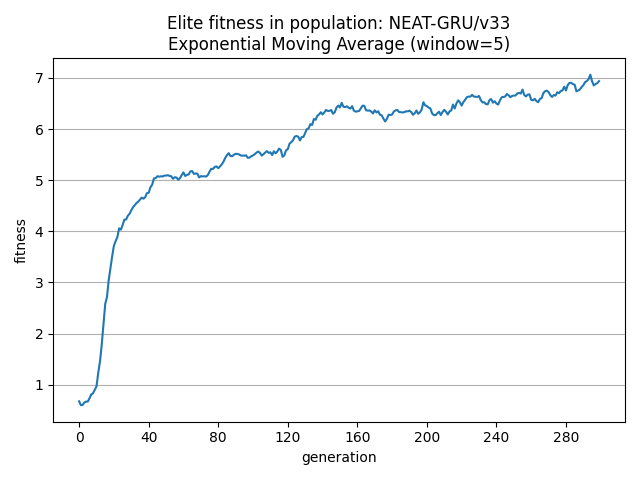 Elite fitness in population: NEAT-GRU/v33
Exponential Moving Average (window=5)
7
6
5
4
3
2
1
fitness
0 40 80 120 160 200 240 280
generation